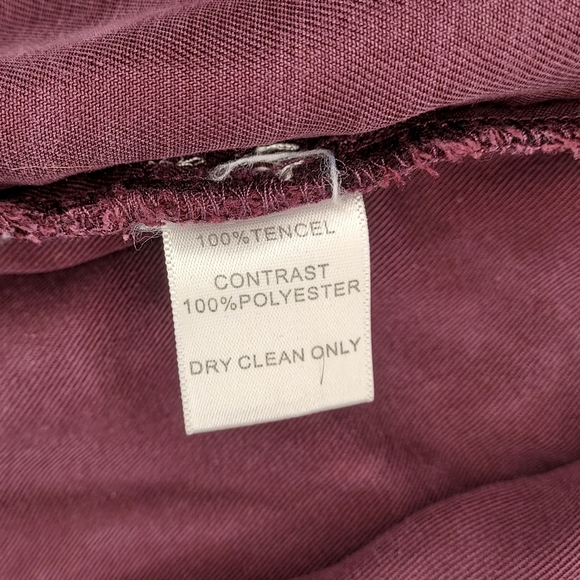 100%TENCEL
CONTRAST
100%POLYESTER
DRY CLEAN ONLY